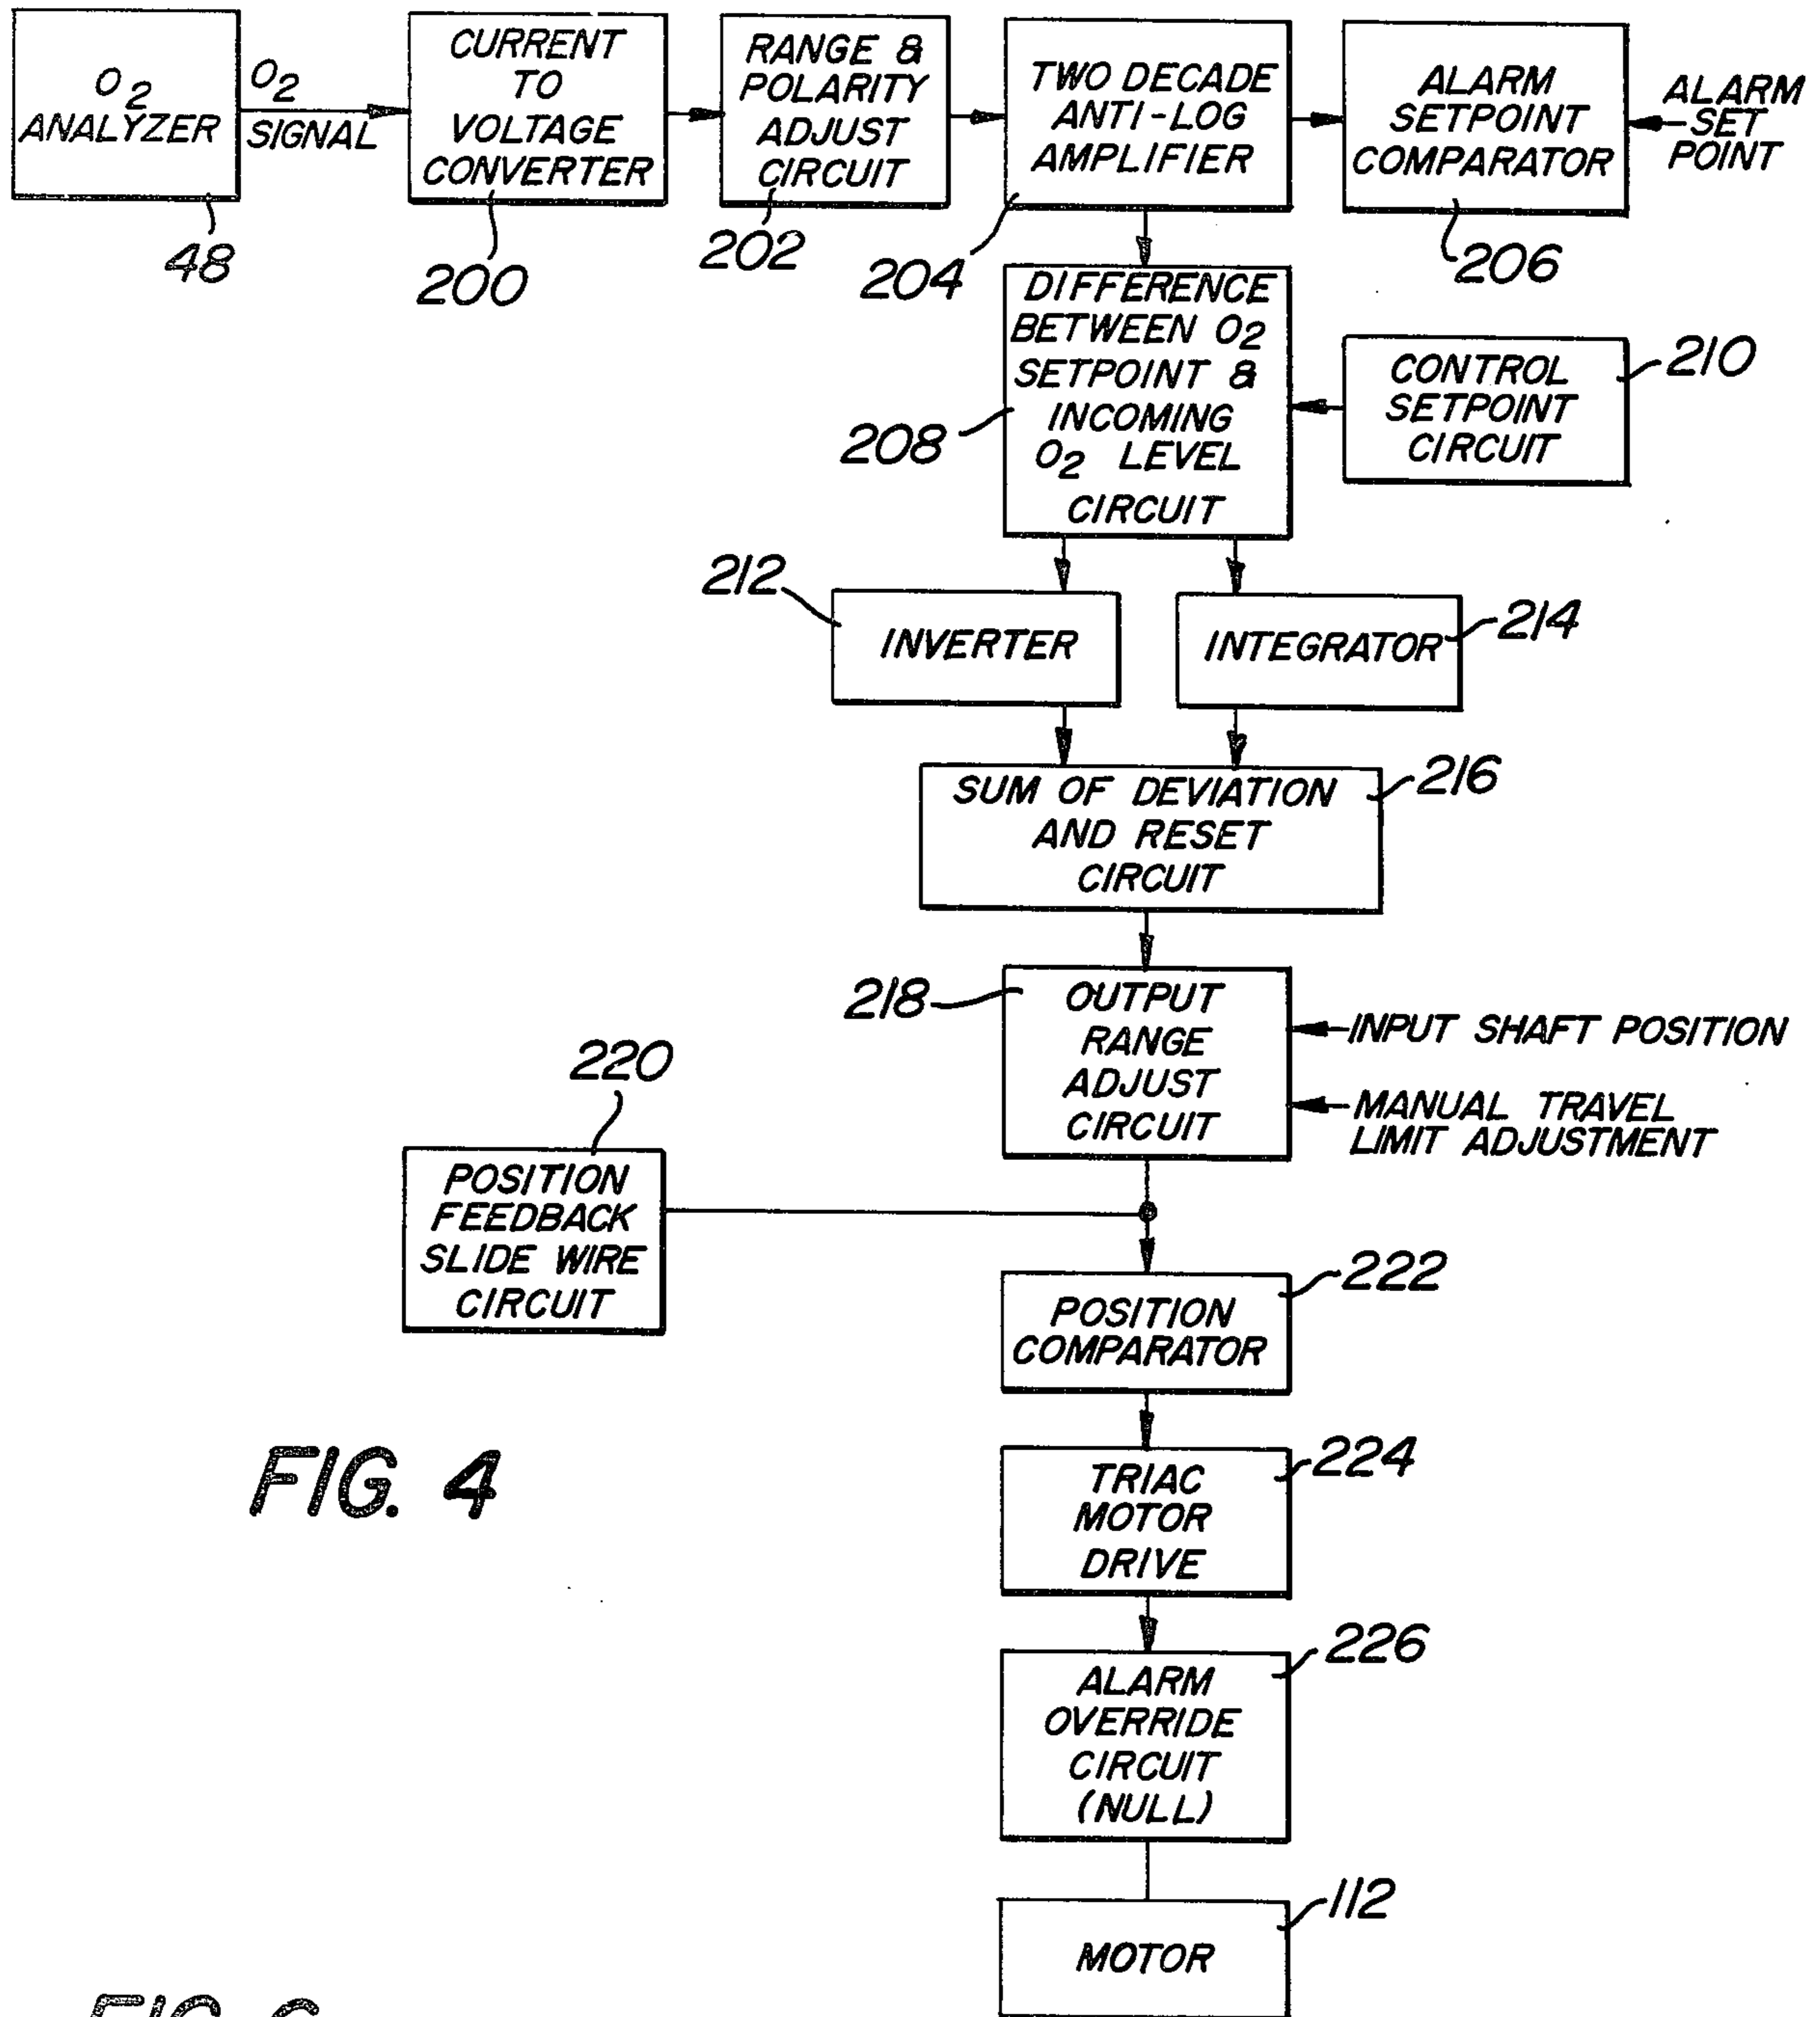 O2
ANALYZER
48
O2
SIGNAL
CURRENT
TO
VOLTAGE
CONVERTER
200
RANGE &
POLARITY
ADJUST
CIRCUIT
202
TWO DECADE
ANTI-LOG
AMPLIFIER
204
ALARM
SETPOINT
COMPARATOR
206
ALARM
SET
POINT
DIFFERENCE
BETWEEN O2
SETPOINT &
INCOMING
O2 LEVEL
CIRCUIT
208
CONTROL
SETPOINT
CIRCUIT
210
212
INVERTER
INTEGRATOR
214
SUM OF DEVIATION
AND RESET
CIRCUIT
216
218
OUTPUT
RANGE
ADJUST
CIRCUIT
INPUT SHAFT POSITION
MANUAL TRAVEL
LIMIT ADJUSTMENT
220
POSITION
FEEDBACK
SLIDE WIRE
CIRCUIT
222
POSITION
COMPARATOR
FIG. 4
224
TRIAC
MOTOR
DRIVE
226
ALARM
OVERRIDE
CIRCUIT
(NULL)
112
MOTOR